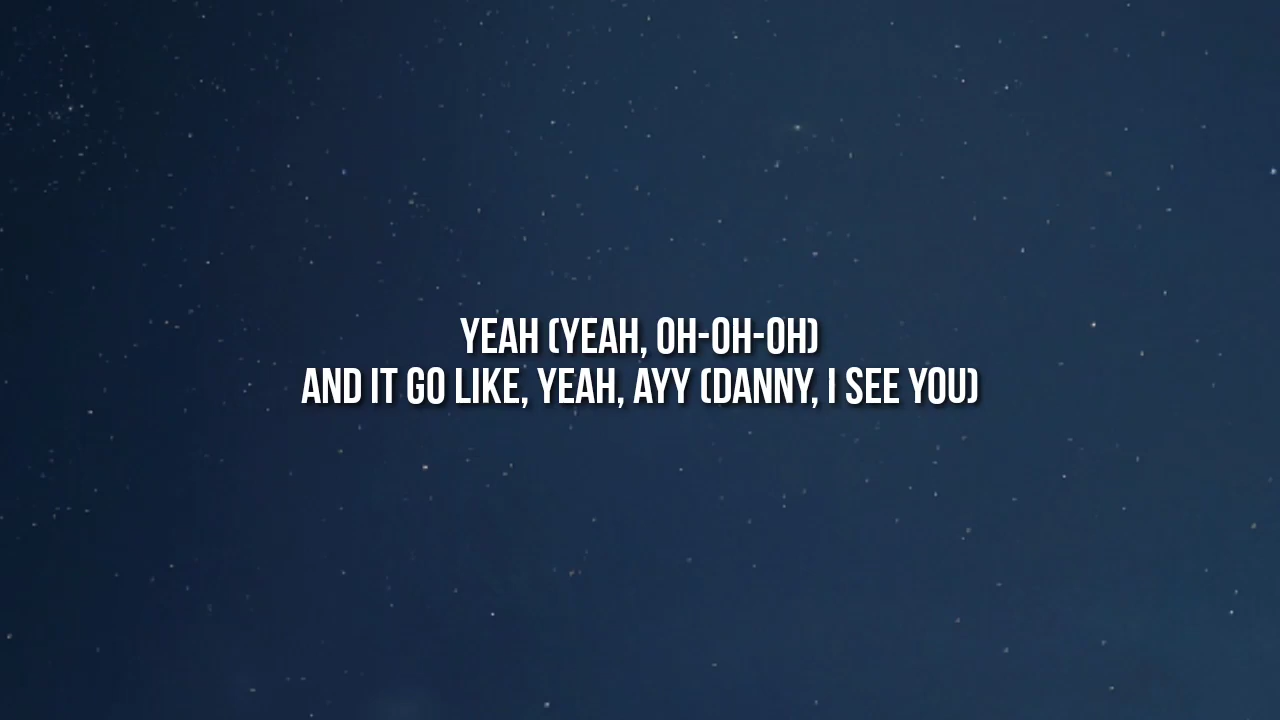 YEAH (YEAH, OH-OH-OH)
AND IT GO LIKE, YEAH, AYY (DANNY, I SEE YOU)